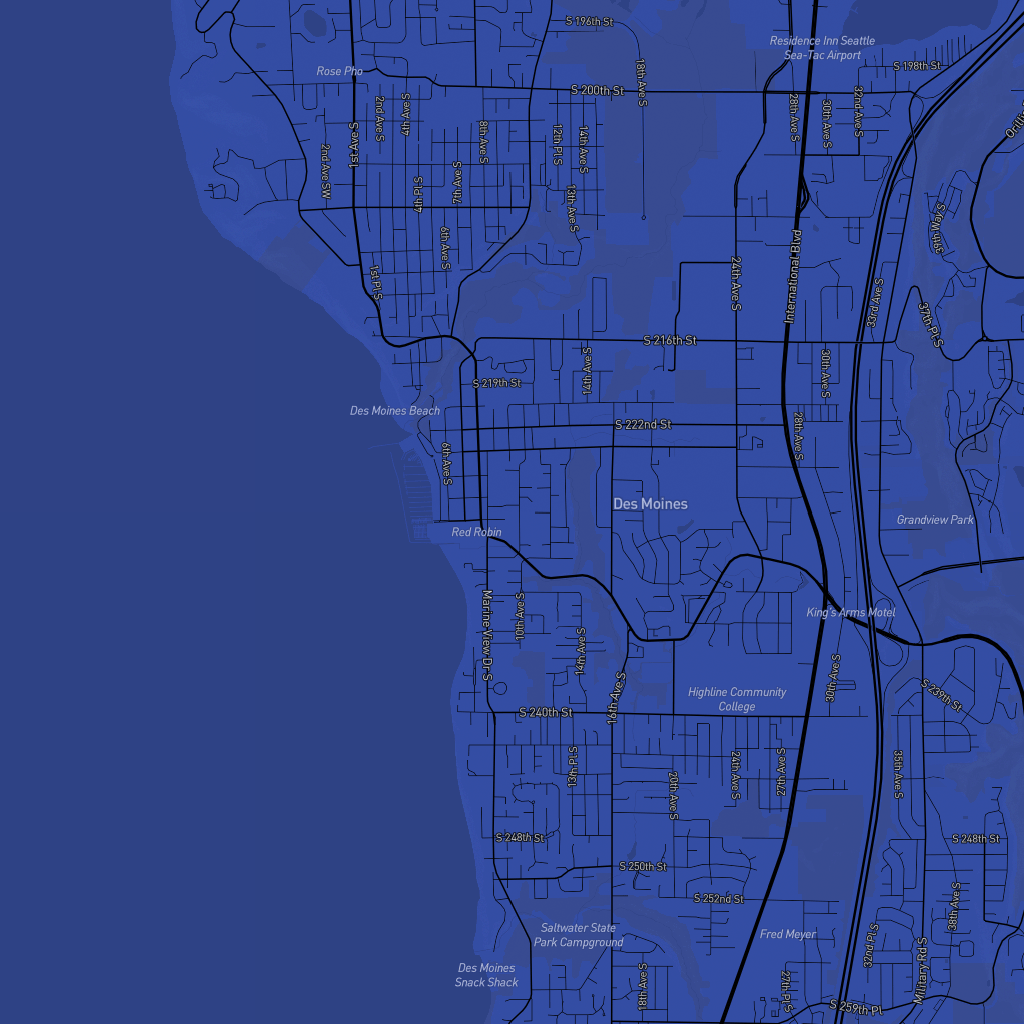 S 196th St
Residence Inn Seattle
Sea-Tac Airport
Rose Pho
18th Ave S
S 198th St
S 200th St
2nd Ave S
4th Ave S
28th Ave S
30th Ave S
32nd Ave S
1st Ave S
8th Ave S
12th Pl S
14th Ave S
2nd Ave SW
4th Pl S
7th Ave S
13th Ave S
6th Ave S
38th Way S
1st Pl S
24th Ave S
International Blvd
33rd Ave S
37th Pl S
S 216th St
14th Ave S
30th Ave S
S 219th St
Des Moines Beach
S 222nd St
28th Ave S
6th Ave S
Des Moines
Grandview Park
Red Robin
Marine View Dr S
10th Ave S
King's Arms Motel
14th Ave S
30th Ave S
16th Ave S
Highline Community
College
S 239th St
S 240th St
13th Pl S
24th Ave S
27th Ave S
35th Ave S
20th Ave S
S 248th St
S 248th St
S 250th St
S 252nd St
38th Ave S
Saltwater State
Park Campground
Fred Meyer
32nd Pl S
Military Rd S
Des Moines
Snack Shack
18th Ave S
27th Pl S
S 259th Pl